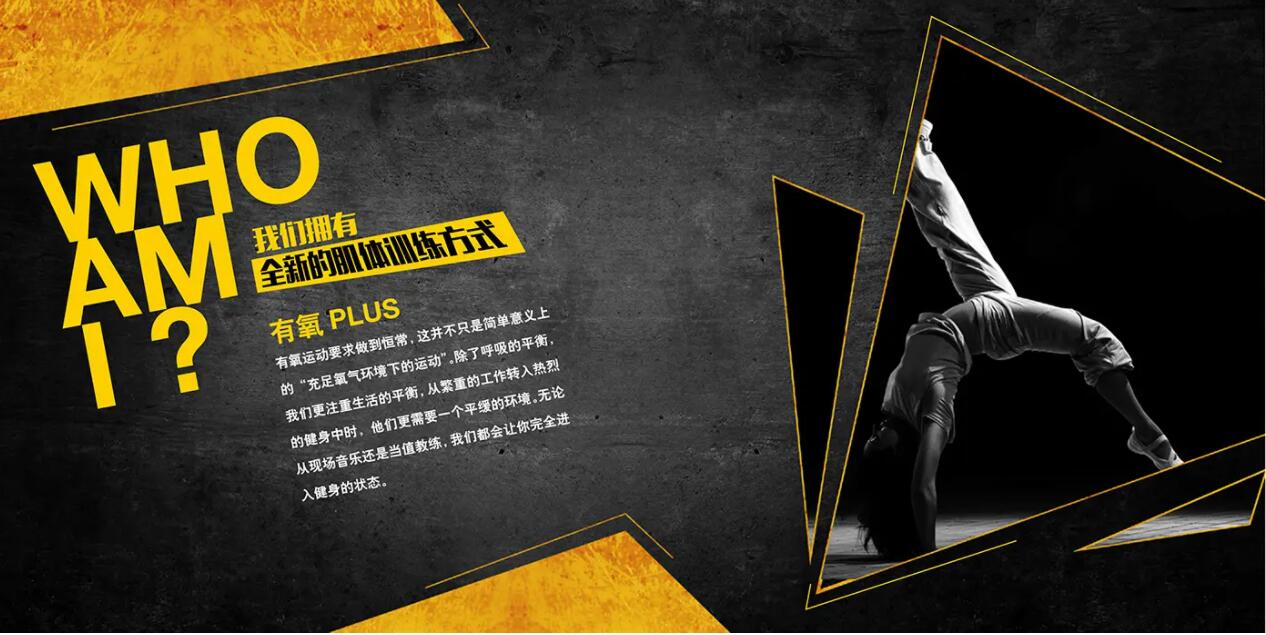 WHO
AM
I ?
我们拥有
全新的肌体训练方式
有氧 PLUS
有氧运动要求做到恒常，这并不只是简单意义上
的“充足氧气环境下的运动”。除了呼吸的平衡，
我们更注重生活的平衡，从繁重的工作转入热烈
的健身中时，他们更需要一个平缓的环境。无论
从现场音乐还是当值教练，我们都会让你完全进
入健身的状态。